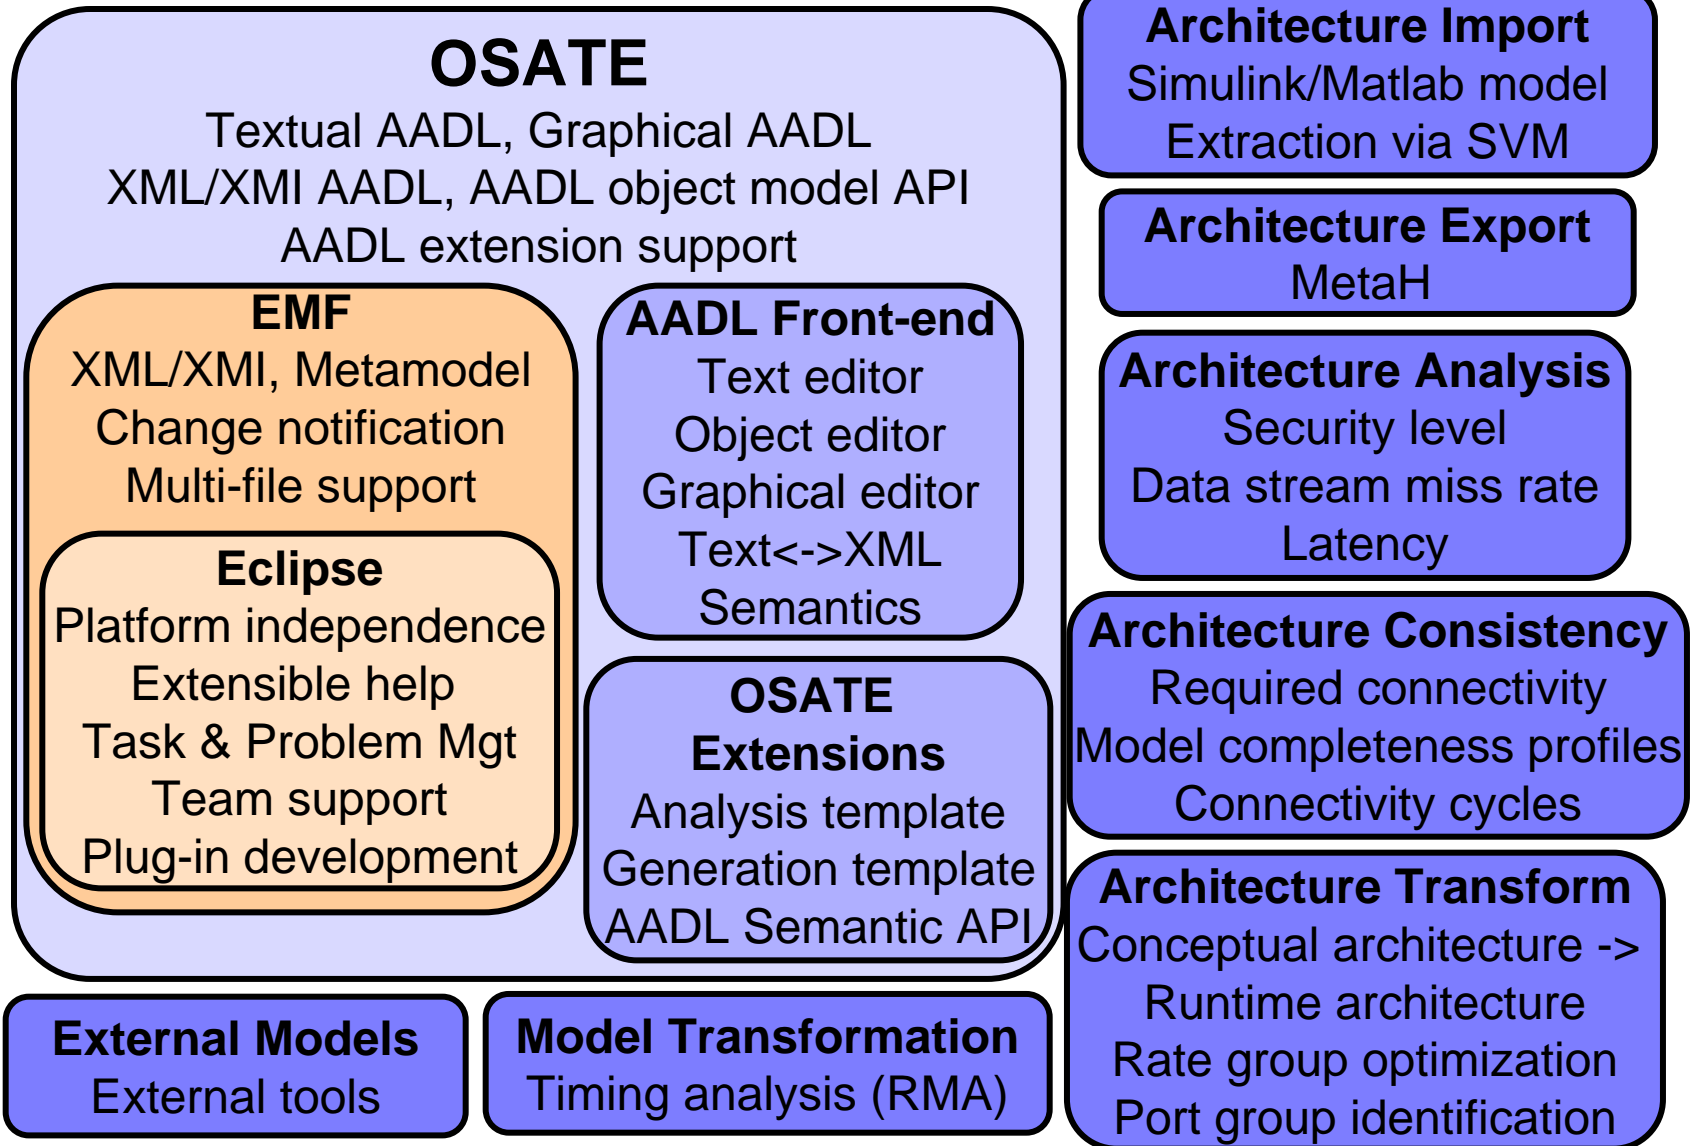 OSATE
Textual AADL, Graphical AADL
XML/XMI AADL, AADL object model API
AADL extension support
EMF
XML/XMI, Metamodel
Change notification
Multi-file support
Eclipse
Platform independence
Extensible help
Task & Problem Mgt
Team support
Plug-in development
AADL Front-end
Text editor
Object editor
Graphical editor
Text<->XML
Semantics
OSATE
Extensions
Analysis template
Generation template
AADL Semantic API
External Models
External tools
Model Transformation
Timing analysis (RMA)
Architecture Import
Simulink/Matlab model
Extraction via SVM
Architecture Export
MetaH
Architecture Analysis
Security level
Data stream miss rate
Latency
Architecture Consistency
Required connectivity
Model completeness profiles
Connectivity cycles
Architecture Transform
Conceptual architecture ->
Runtime architecture
Rate group optimization
Port group identification